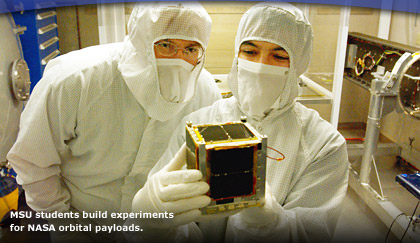 MSU students build experiments
for NASA orbital payloads.